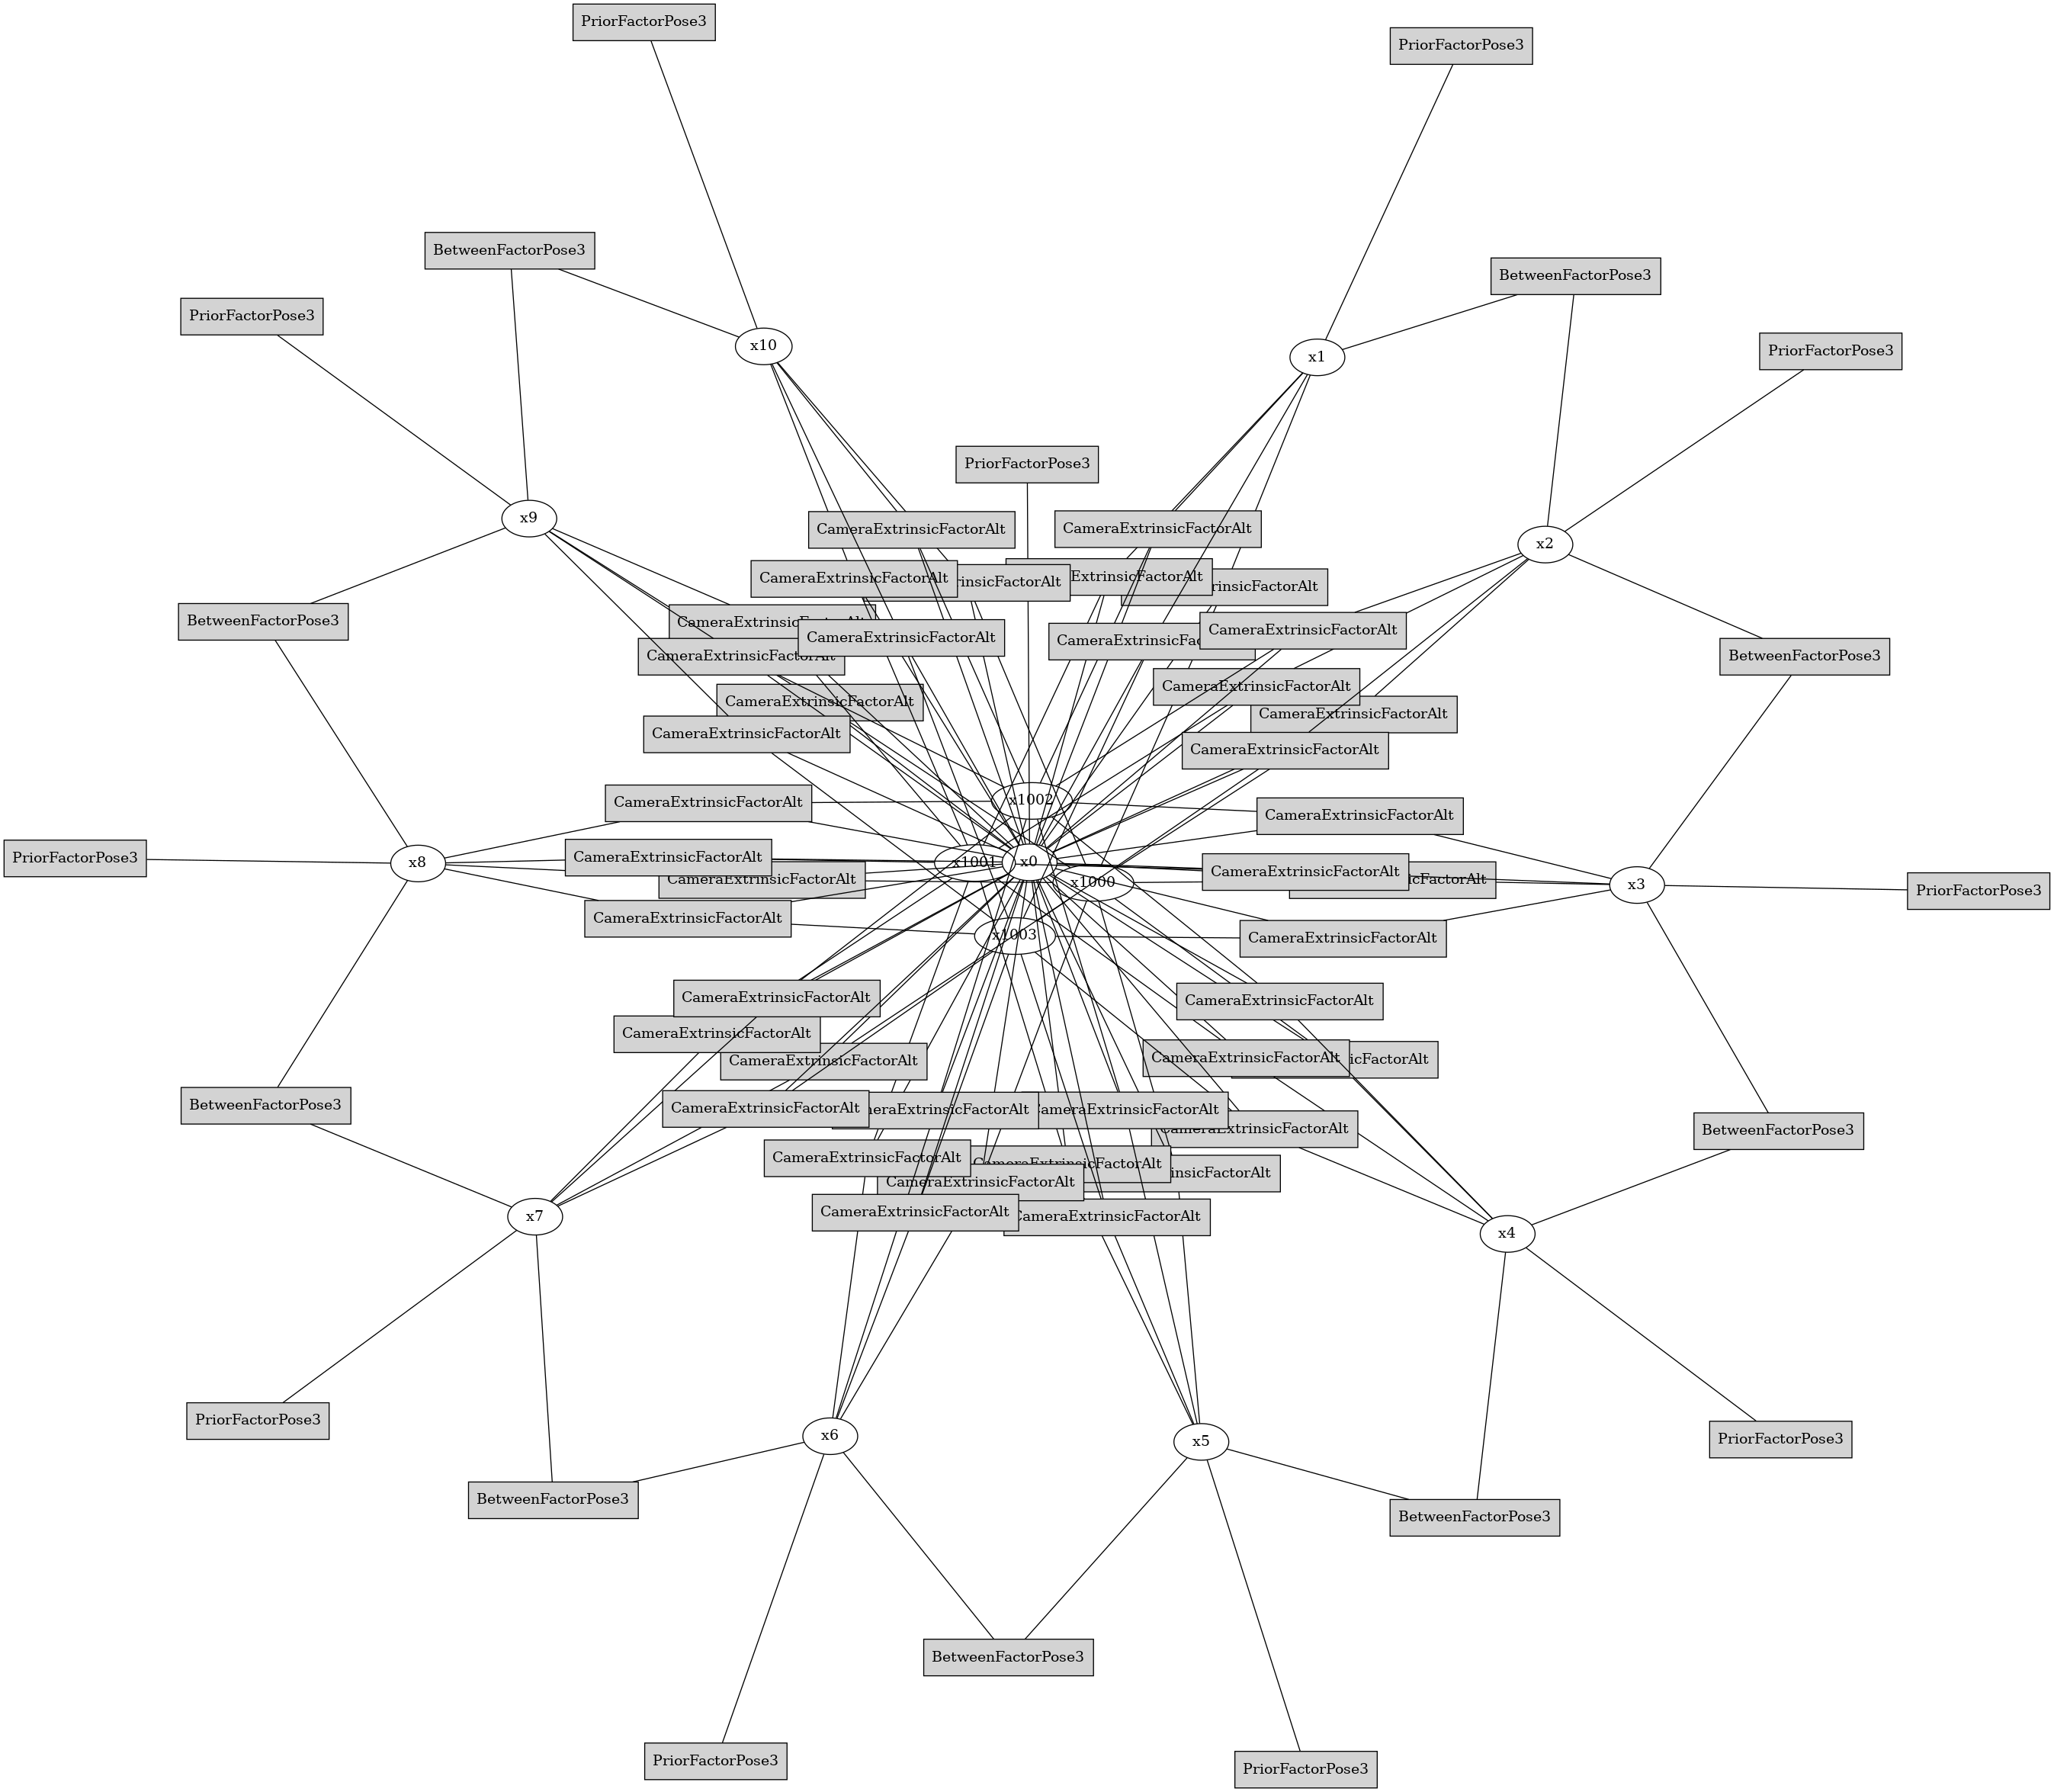 PriorFactorPose3
PriorFactorPose3
BetweenFactorPose3
BetweenFactorPose3
PriorFactorPose3
x10
x1
PriorFactorPose3
PriorFactorPose3
x9
CameraExtrinsicFactorAlt
CameraExtrinsicFactorAlt
x2
CameraExtrinsicFactorAlt
rinsicFactorAlt
ExtrinsicFactorAlt
rinsicFactorAlt
BetweenFactorPose3
CameraExtrinsicFactorAlt
CameraExtrinsicFactorAlt
CameraExtrinsicFac
CameraExtrinsicFactorAlt
CameraExtrinsicFactorAlt
BetweenFactorPose3
CameraExtrinsicFactorAlt
CameraExtrinsicFactorAlt
CameraExtrinsicFactorAlt
CameraExtrinsicFactorAlt
CameraExtrinsicFactorAlt
CameraExtrinsicFactorAlt
x1002
CameraExtrinsicFactorAlt
PriorFactorPose3
x8
CameraExtrinsicFactorAlt
x1001
x0
CameraExtrinsicFactorAlt
CameraExtrinsicFactorAlt
x1000
icFactorAlt
x3
PriorFactorPose3
CameraExtrinsicFactorAlt
x1003
CameraExtrinsicFactorAlt
CameraExtrinsicFactorAlt
CameraExtrinsicFactorAlt
CameraExtrinsicFactorAlt
CameraExtrinsicFactorAlt
CameraExtrinsicFactorAlt
icFactorAlt
BetweenFactorPose3
CameraExtrinsicFactorAlt
eraExtrinsicFactorAlt
CameraExtrinsicFactorAlt
CameraExtrinsicFactorAlt
BetweenFactorPose3
CameraExtrinsicFactorAlt
CameraExtrinsicFactorAlt
rinsicFactorAlt
CameraExtrinsicFactorAlt
x7
CameraExtrinsicFactorAlt
CameraExtrinsicFactorAlt
x4
PriorFactorPose3
x6
x5
PriorFactorPose3
BetweenFactorPose3
BetweenFactorPose3
BetweenFactorPose3
PriorFactorPose3
PriorFactorPose3